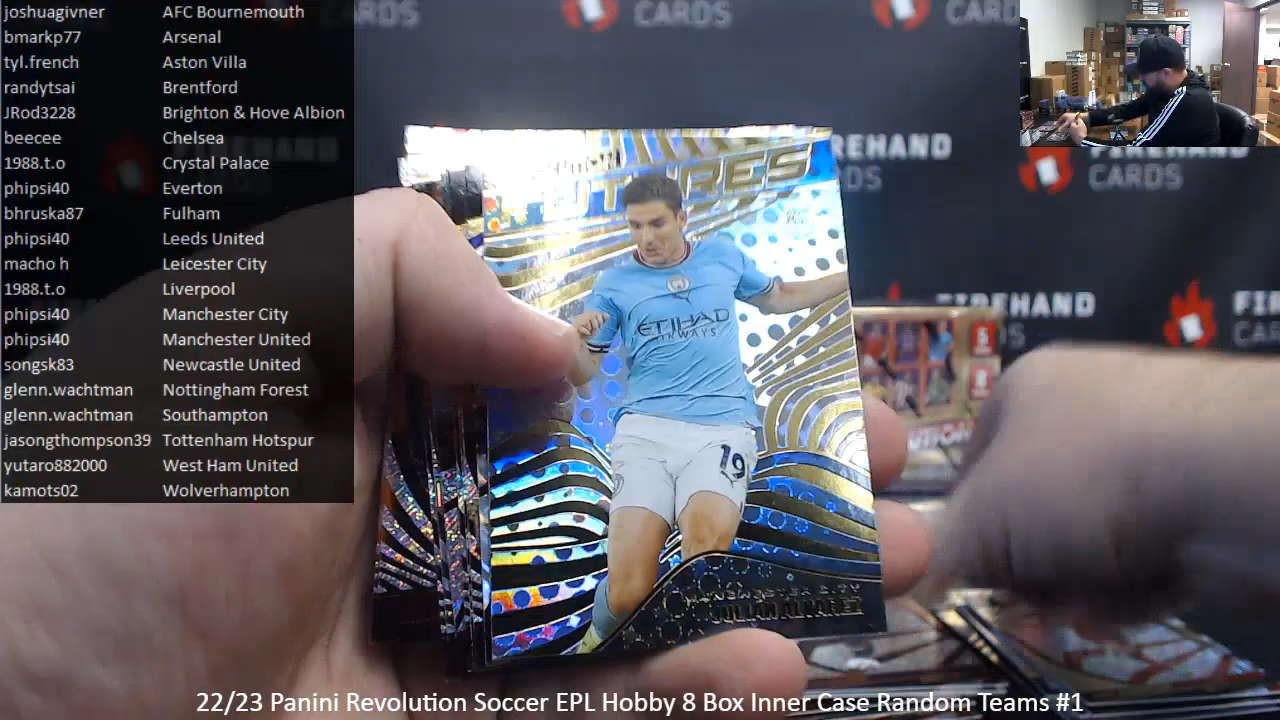 joshuagivner AFC Bournemouth
bmarkp77 Arsenal
tyl.french Aston Villa
randytsai Brentford
JRod3228 Brighton & Hove Albion
beecee Chelsea
1988.t.o Crystal Palace
phipsi40 Everton
bhruska87 Fulham
phipsi40 Leeds United
macho h Leicester City
1988.t.o Liverpool
phipsi40 Manchester City
phipsi40 Manchester United
songsk83 Newcastle United
glenn.wachtman Nottingham Forest
glenn.wachtman Southampton
jasongthompson39 Tottenham Hotspur
yutaro882000 West Ham United
kamots02 Wolverhampton
CARDS
CARDS
FIREHAND
CARDS
FIREHAND
ETIHAD
AIRWAYS
19
MANCHESTER CITY
JULIAN ALVAREZ
22/23 Panini Revolution Soccer EPL Hobby 8 Box Inner Case Random Teams #1